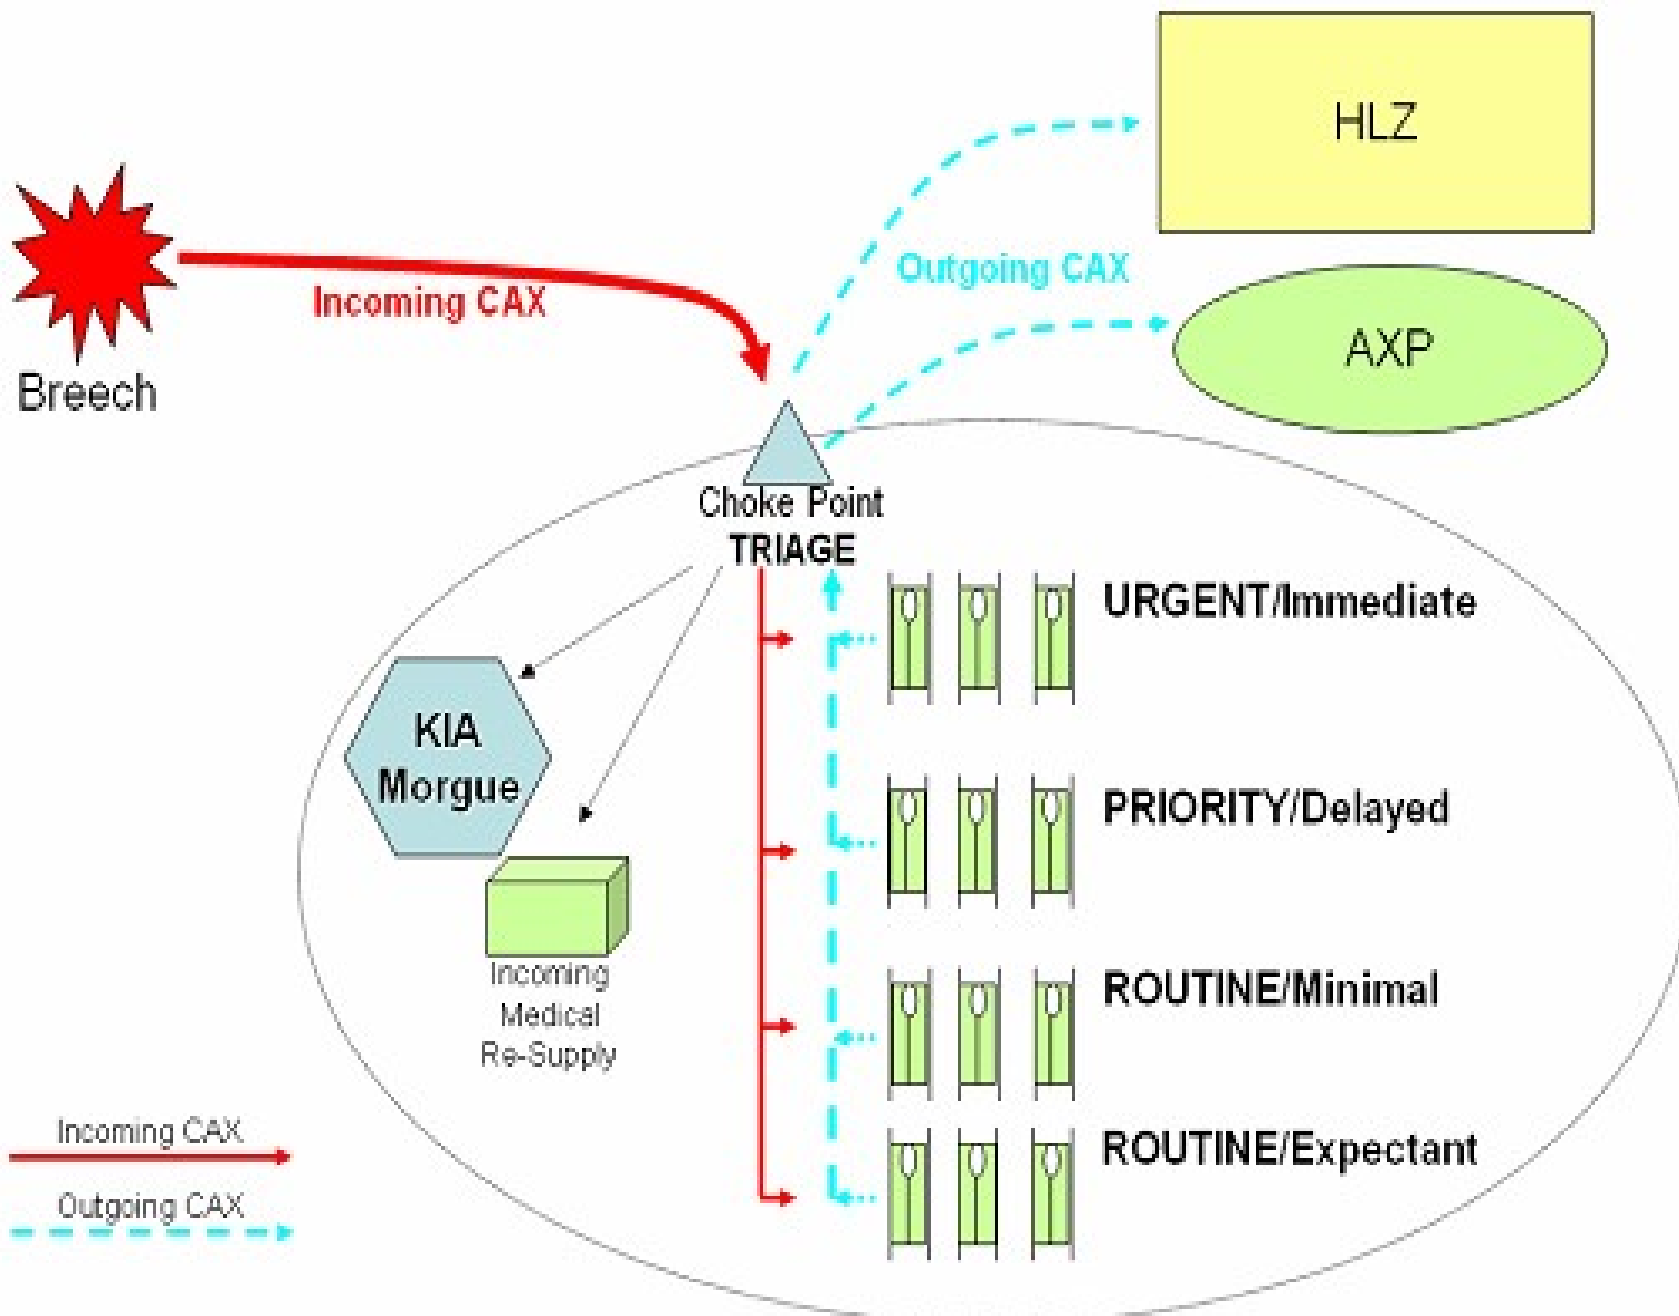 HLZ
Outgoing CAX
Incoming CAX
AXP
Breech
Choke Point
TRIAGE
URGENT/Immediate
KIA
Morgue
PRIORITY/Delayed
Incoming
Medical
Re-Supply
ROUTINE/Minimal
ROUTINE/Expectant
Incoming CAX
Outgoing CAX